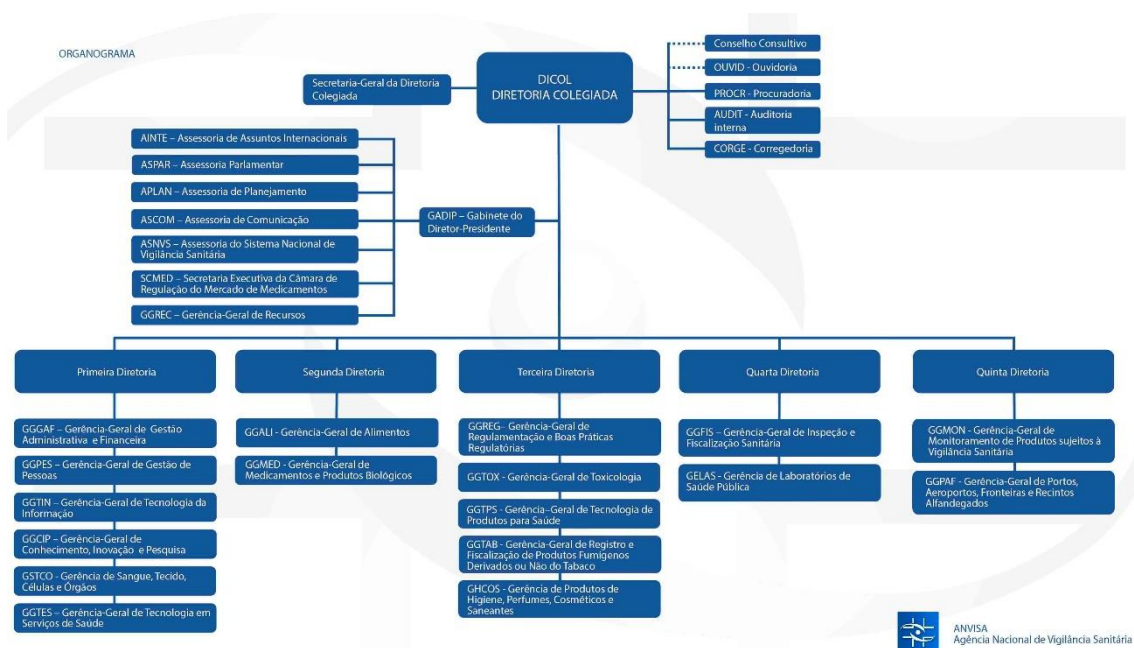 ORGANOGRAMA
DICOL
DIRETORIA COLEGIADA
Secretaria-Geral da Diretoria
Colegiada
Conselho Consultivo
OUVID - Ouvidoria
PROCR - Procuradoria
AUDIT - Auditoria
interna
CORGE - Corregedoria
AINTE – Assessoria de Assuntos Internacionais
ASPAR – Assessoria Parlamentar
APLAN – Assessoria de Planejamento
ASCOM – Assessoria de Comunicação
ASNVS – Assessoria do Sistema Nacional de
Vigilância Sanitária
SCMED – Secretaria Executiva da Câmara de
Regulação do Mercado de Medicamentos
GGREC – Gerência-Geral de Recursos
GADIP – Gabinete do
Diretor-Presidente
Primeira Diretoria
GGGAF – Gerência-Geral de Gestão
Administrativa e Financeira
GGPES – Gerência-Geral de Gestão de
Pessoas
GGTIN – Gerência-Geral de Tecnologia da
Informação
GGCIP – Gerência-Geral de
Conhecimento, Inovação e Pesquisa
GSTCO - Gerência de Sangue, Tecido,
Células e Órgãos
GGTES – Gerência-Geral de Tecnologia em
Serviços de Saúde
Segunda Diretoria
GGALI - Gerência-Geral de Alimentos
GGMED - Gerência-Geral de
Medicamentos e Produtos Biológicos
Terceira Diretoria
GGREG– Gerência-Geral de
Regulamentação e Boas Práticas
Regulatórias
GGTOX - Gerência-Geral de Toxicologia
GGTPS - Gerência–Geral de Tecnologia de
Produtos para Saúde
GGTAB - Gerência-Geral de Registro e
Fiscalização de Produtos Fumígenos
Derivados ou Não do Tabaco
GHCOS - Gerência de Produtos de
Higiene, Perfumes, Cosméticos e
Saneantes
Quarta Diretoria
GGFIS – Gerência-Geral de Inspeção e
Fiscalização Sanitária
GELAS - Gerência de Laboratórios de
Saúde Pública
Quinta Diretoria
GGMON - Gerência-Geral de
Monitoramento de Produtos sujeitos à
Vigilância Sanitária
GGPAF - Gerência-Geral de Portos,
Aeroportos, Fronteiras e Recintos
Alfandegados
ANVISA
Agência Nacional de Vigilância Sanitária